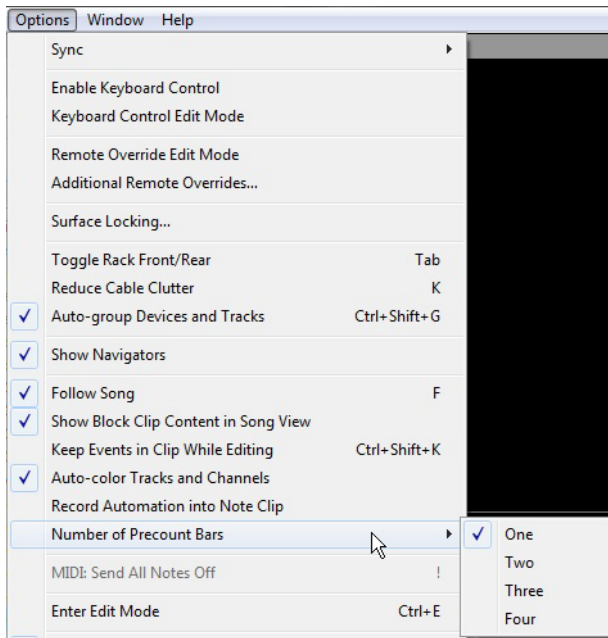 Options Window Help
Sync
Enable Keyboard Control
Keyboard Control Edit Mode
Remote Override Edit Mode
Additional Remote Overrides...
Surface Locking...
Toggle Rack Front/Rear Tab
Reduce Cable Clutter K
Auto-group Devices and Tracks Ctrl+Shift+G
Show Navigators
Follow Song F
Show Block Clip Content in Song View
Keep Events in Clip While Editing Ctrl+Shift+K
Auto-color Tracks and Channels
Record Automation into Note Clip
Number of Precount Bars
One
Two
Three
Four
MIDI: Send All Notes Off !
Enter Edit Mode Ctrl+E